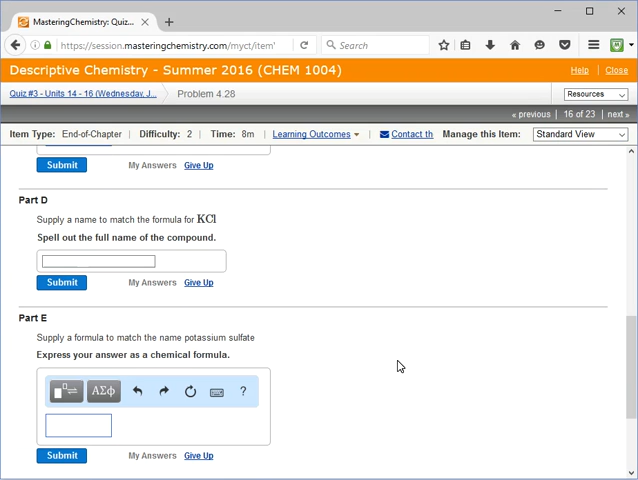 MasteringChemistry: Quiz...
https://session.masteringchemistry.com/myct/item'
Search
Descriptive Chemistry - Summer 2016 (CHEM 1004)
Help | Close
Quiz #3 - Units 14 - 16 (Wednesday, J...
Problem 4.28
Resources
« previous | 16 of 23 | next »
Item Type: End-of-Chapter | Difficulty: 2 | Time: 8m | Learning Outcomes
Contact th
Manage this Item: Standard View
Submit My Answers Give Up
Part D
Supply a name to match the formula for KCl
Spell out the full name of the compound.
Submit My Answers Give Up
Part E
Supply a formula to match the name potassium sulfate
Express your answer as a chemical formula.
ΑΣϕ ?
Submit My Answers Give Up